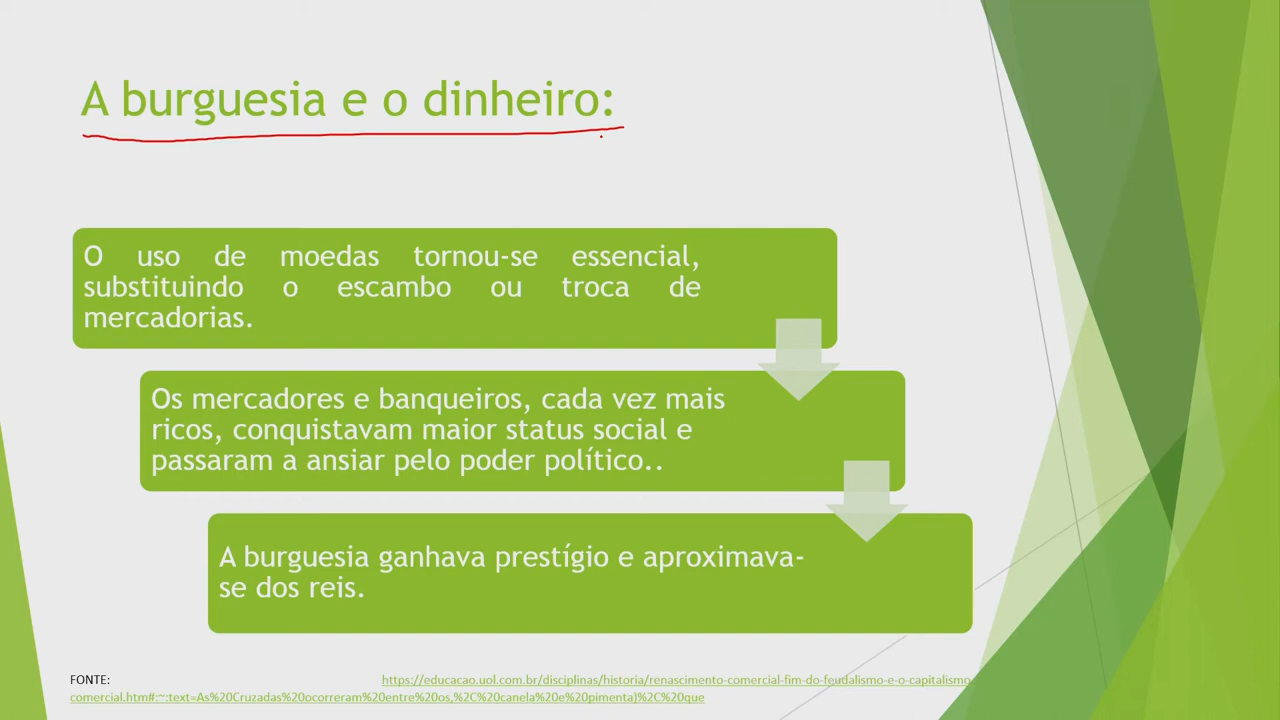 A burguesia e o dinheiro:
O uso de moedas tornou-se essencial,
substituindo o escambo ou troca de
mercadorias.
Os mercadores e banqueiros, cada vez mais
ricos, conquistavam maior status social e
passaram a ansiar pelo poder político..
A burguesia ganhava prestígio e aproximava-
se dos reis.
FONTE: https://educacao.uol.com.br/disciplinas/historia/renascimento-comercial-fim-do-feudalismo-e-o-capitalismo-
comercial.htm#:~:text=As%20Cruzadas%20ocorreram%20entre%20os,%2C%20canela%20e%20pimenta)%2C%20que